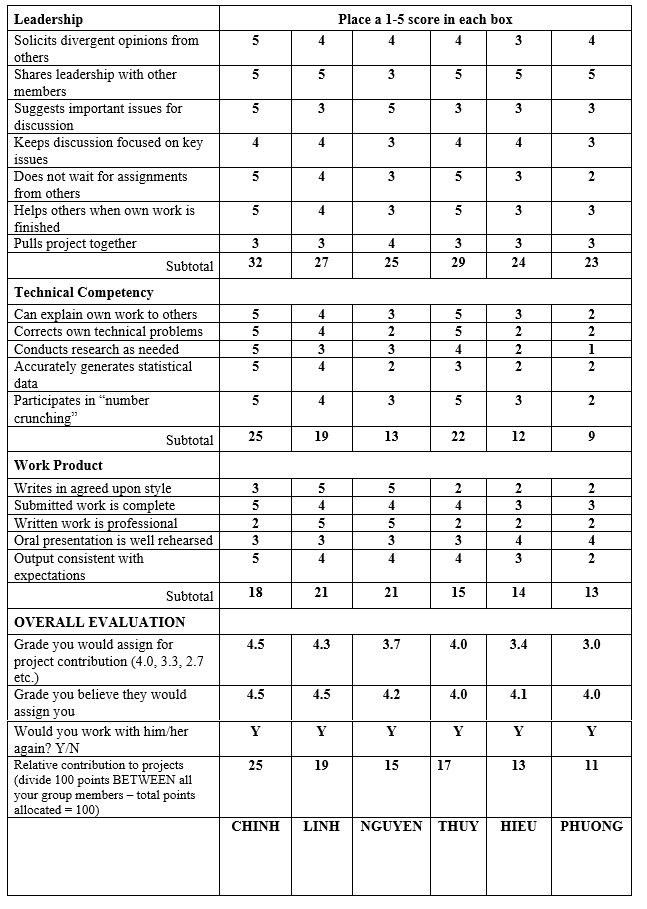 Leadership Place a 1-5 score in each box
Solicits divergent opinions from 5 4 4 4 3 4
others
Shares leadership with other 5 5 3 5 5 5
members
Suggests important issues for 5 3 5 3 3 3
discussion
Keeps discussion focused on key 4 4 3 4 4 3
issues
Does not wait for assignments 5 4 3 5 3 2
from others
Helps others when own work is 5 4 3 5 3 3
finished
Pulls project together 3 3 4 3 3 3
Subtotal 32 27 25 29 24 23
Technical Competency
Can explain own work to others 5 4 3 5 3 2
Corrects own technical problems 5 4 2 5 2 2
Conducts research as needed 5 3 3 4 2 1
Accurately generates statistical 5 4 2 3 2 2
data
Participates in “number 5 4 3 5 3 2
crunching”
Subtotal 25 19 13 22 12 9
Work Product
Writes in agreed upon style 3 5 5 2 2 2
Submitted work is complete 5 4 4 4 3 3
Written work is professional 2 5 5 2 2 2
Oral presentation is well rehearsed 3 3 3 3 4 4
Output consistent with 5 4 4 4 3 2
expectations
Subtotal 18 21 21 15 14 13
OVERALL EVALUATION
Grade you would assign for 4.5 4.3 3.7 4.0 3.4 3.0
project contribution (4.0, 3.3, 2.7
etc.)
Grade you believe they would 4.5 4.5 4.2 4.0 4.1 4.0
assign you
Would you work with him/her Y Y Y Y Y Y
again? Y/N
Relative contribution to projects 25 19 15 17 13 11
(divide 100 points BETWEEN all
your group members – total points
allocated = 100)
CHINH LINH NGUYEN THUY HIEU PHUONG